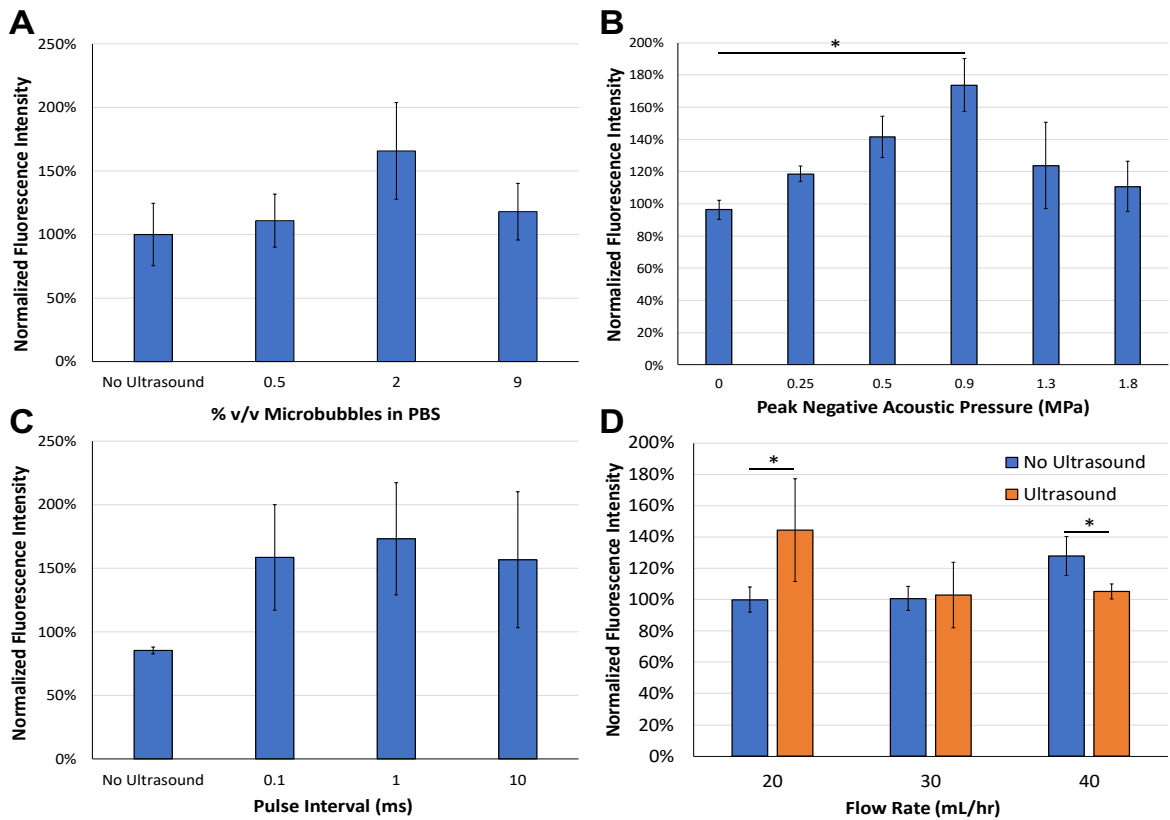 A
Normalized Fluorescence Intensity
250%
200%
150%
100%
50%
0%
No Ultrasound 0.5 2 9
% v/v Microbubbles in PBS
B
Normalized Fluorescence Intensity
200%
180%
160%
140%
120%
100%
80%
60%
40%
20%
0%
*
0 0.25 0.5 0.9 1.3 1.8
Peak Negative Acoustic Pressure (MPa)
C
Normalized Fluorescence Intensity
250%
200%
150%
100%
50%
0%
No Ultrasound 0.1 1 10
Pulse Interval (ms)
D
Normalized Fluorescence Intensity
200%
180%
160%
140%
120%
100%
80%
60%
40%
20%
0%
No Ultrasound
Ultrasound
*
*
20 30 40
Flow Rate (mL/hr)